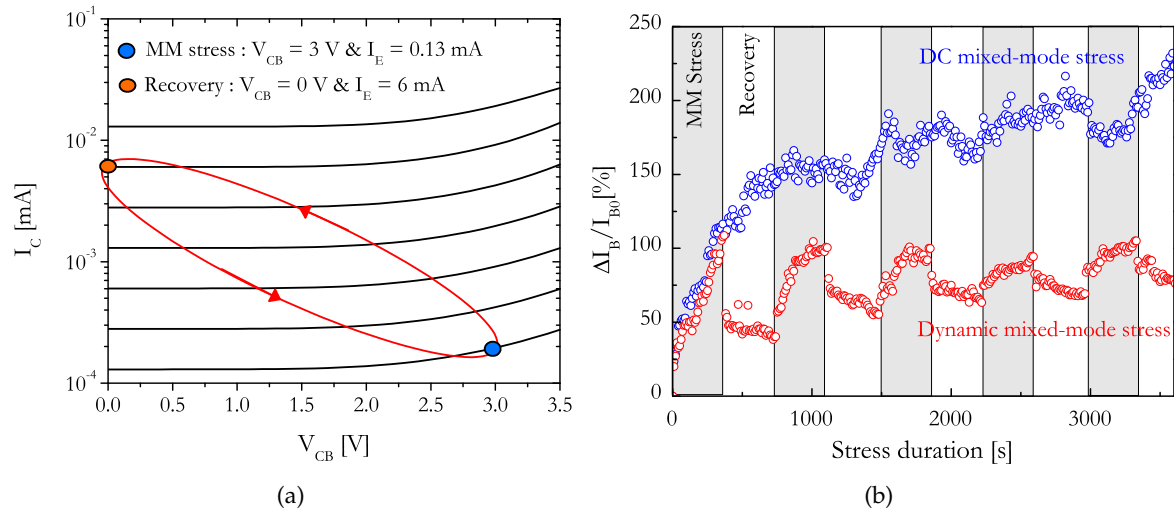 10⁻¹
MM stress : V_CB = 3 V & I_E = 0.13 mA
Recovery : V_CB = 0 V & I_E = 6 mA
10⁻²
10⁻³
10⁻⁴
I_C [mA]
0.0 0.5 1.0 1.5 2.0 2.5 3.0 3.5
V_CB [V]
(a)
250
200
150
100
50
0
ΔI_B/I_B0[%]
MM Stress
Recovery
DC mixed-mode stress
Dynamic mixed-mode stress
0 1000 2000 3000
Stress duration [s]
(b)